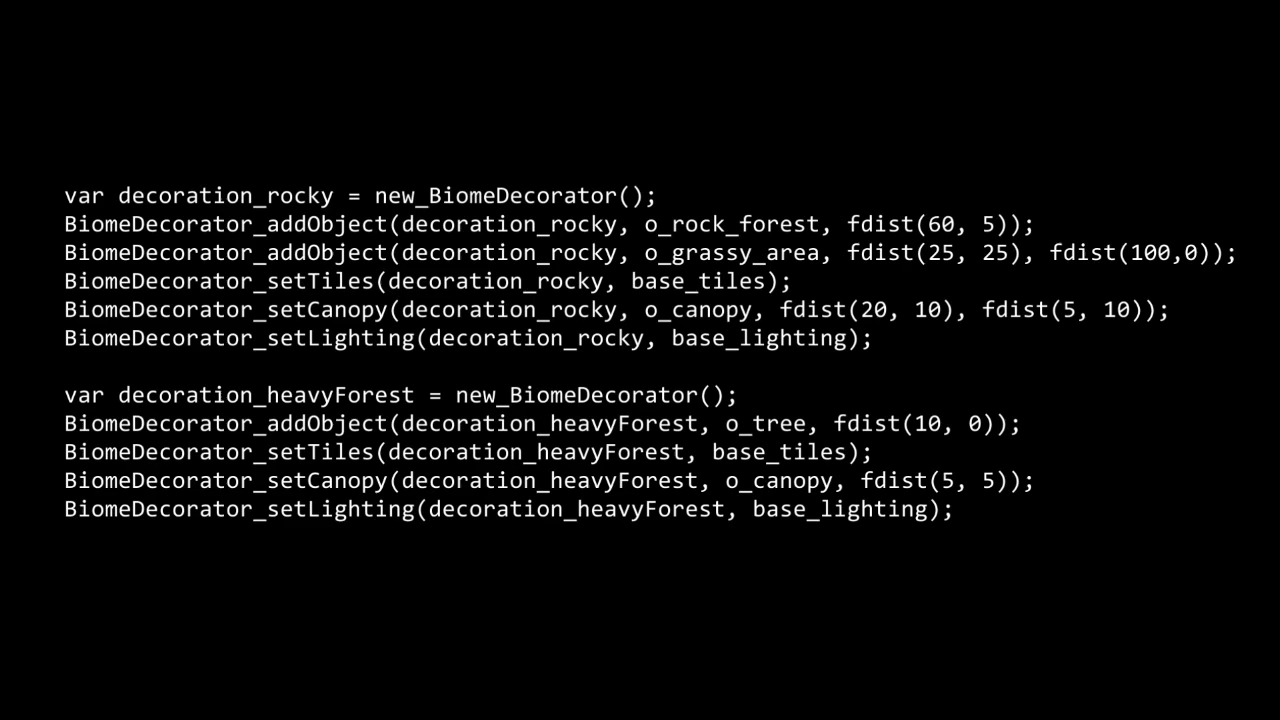 var decoration_rocky = new_BiomeDecorator();
BiomeDecorator_addObject(decoration_rocky, o_rock_forest, fdist(60, 5));
BiomeDecorator_addObject(decoration_rocky, o_grassy_area, fdist(25, 25), fdist(100,0));
BiomeDecorator_setTiles(decoration_rocky, base_tiles);
BiomeDecorator_setCanopy(decoration_rocky, o_canopy, fdist(20, 10), fdist(5, 10));
BiomeDecorator_setLighting(decoration_rocky, base_lighting);

var decoration_heavyForest = new_BiomeDecorator();
BiomeDecorator_addObject(decoration_heavyForest, o_tree, fdist(10, 0));
BiomeDecorator_setTiles(decoration_heavyForest, base_tiles);
BiomeDecorator_setCanopy(decoration_heavyForest, o_canopy, fdist(5, 5));
BiomeDecorator_setLighting(decoration_heavyForest, base_lighting);